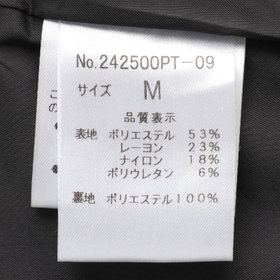 No.242500PT-09
サイズ M
品質表示
表地 ポリエステル 53%
レーヨン 23%
ナイロン 18%
ポリウレタン 6%
裏地 ポリエステル100%